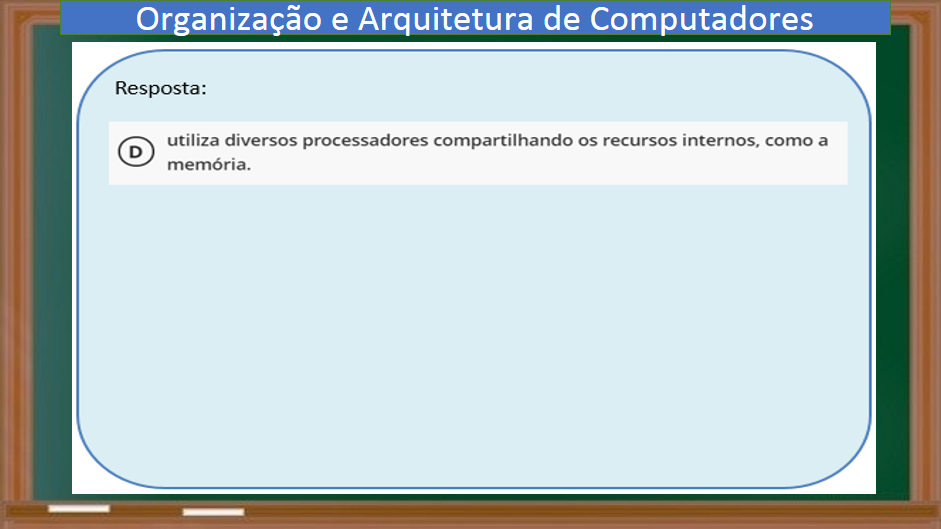 Organização e Arquitetura de Computadores
Resposta:
D utiliza diversos processadores compartilhando os recursos internos, como a
memória.